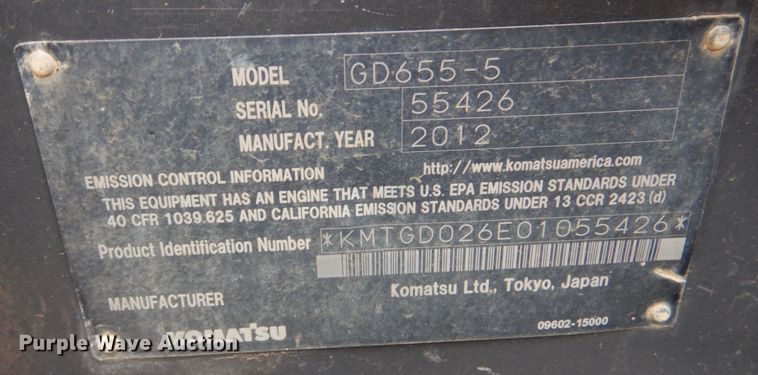 MODEL GD655-5
SERIAL No. 55426
MANUFACT. YEAR 2012
http://www.komatsuamerica.com
EMISSION CONTROL INFORMATION
THIS EQUIPMENT HAS AN ENGINE THAT MEETS U.S. EPA EMISSION STANDARDS UNDER
40 CFR 1039.625 AND CALIFORNIA EMISSION STANDARDS UNDER 13 CCR 2423 (d)
Product Identification Number *KMTGD026E01055426*
MANUFACTURER Komatsu Ltd., Tokyo, Japan
KOMATSU
09602-15000
Purple Wave Auction